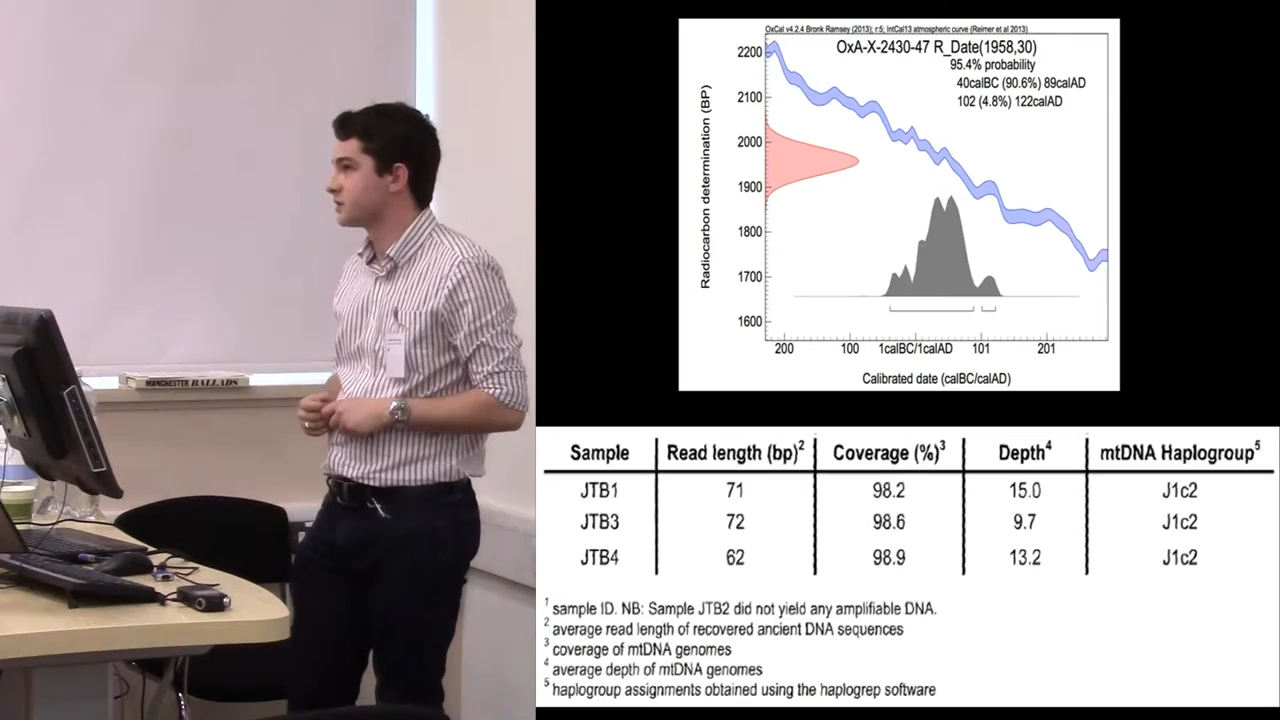 MANCHESTER BALLADS
OxCal v4.2.4 Bronk Ramsey (2013); r:5; IntCal13 atmospheric curve (Reimer et al 2013)
OxA-X-2430-47 R_Date(1958,30)
95.4% probability
40calBC (90.6%) 89calAD
102 (4.8%) 122calAD
Radiocarbon determination (BP)
2200
2100
2000
1900
1800
1700
1600
200 100 1calBC/1calAD 101 201
Calibrated date (calBC/calAD)
Sample Read length (bp)2 Coverage (%)3 Depth4 mtDNA Haplogroup5
JTB1 71 98.2 15.0 J1c2
JTB3 72 98.6 9.7 J1c2
JTB4 62 98.9 13.2 J1c2
1 sample ID. NB: Sample JTB2 did not yield any amplifiable DNA.
2 average read length of recovered ancient DNA sequences
3 coverage of mtDNA genomes
4 average depth of mtDNA genomes
5 haplogroup assignments obtained using the haplogrep software